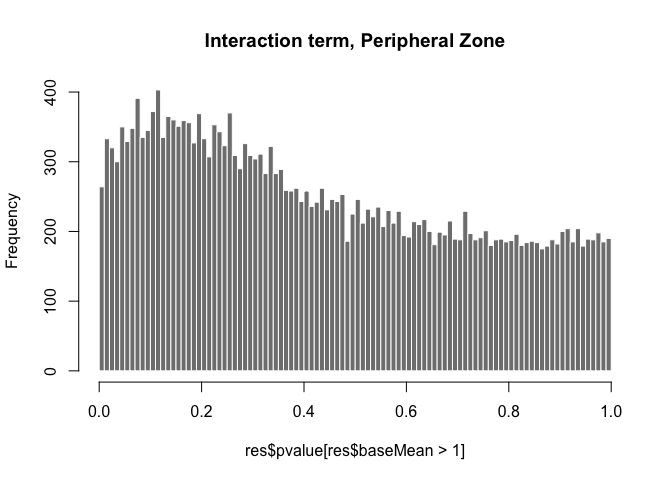 Interaction term, Peripheral Zone
400
300
200
100
0
Frequency
0.0 0.2 0.4 0.6 0.8 1.0
res$pvalue[res$baseMean > 1]